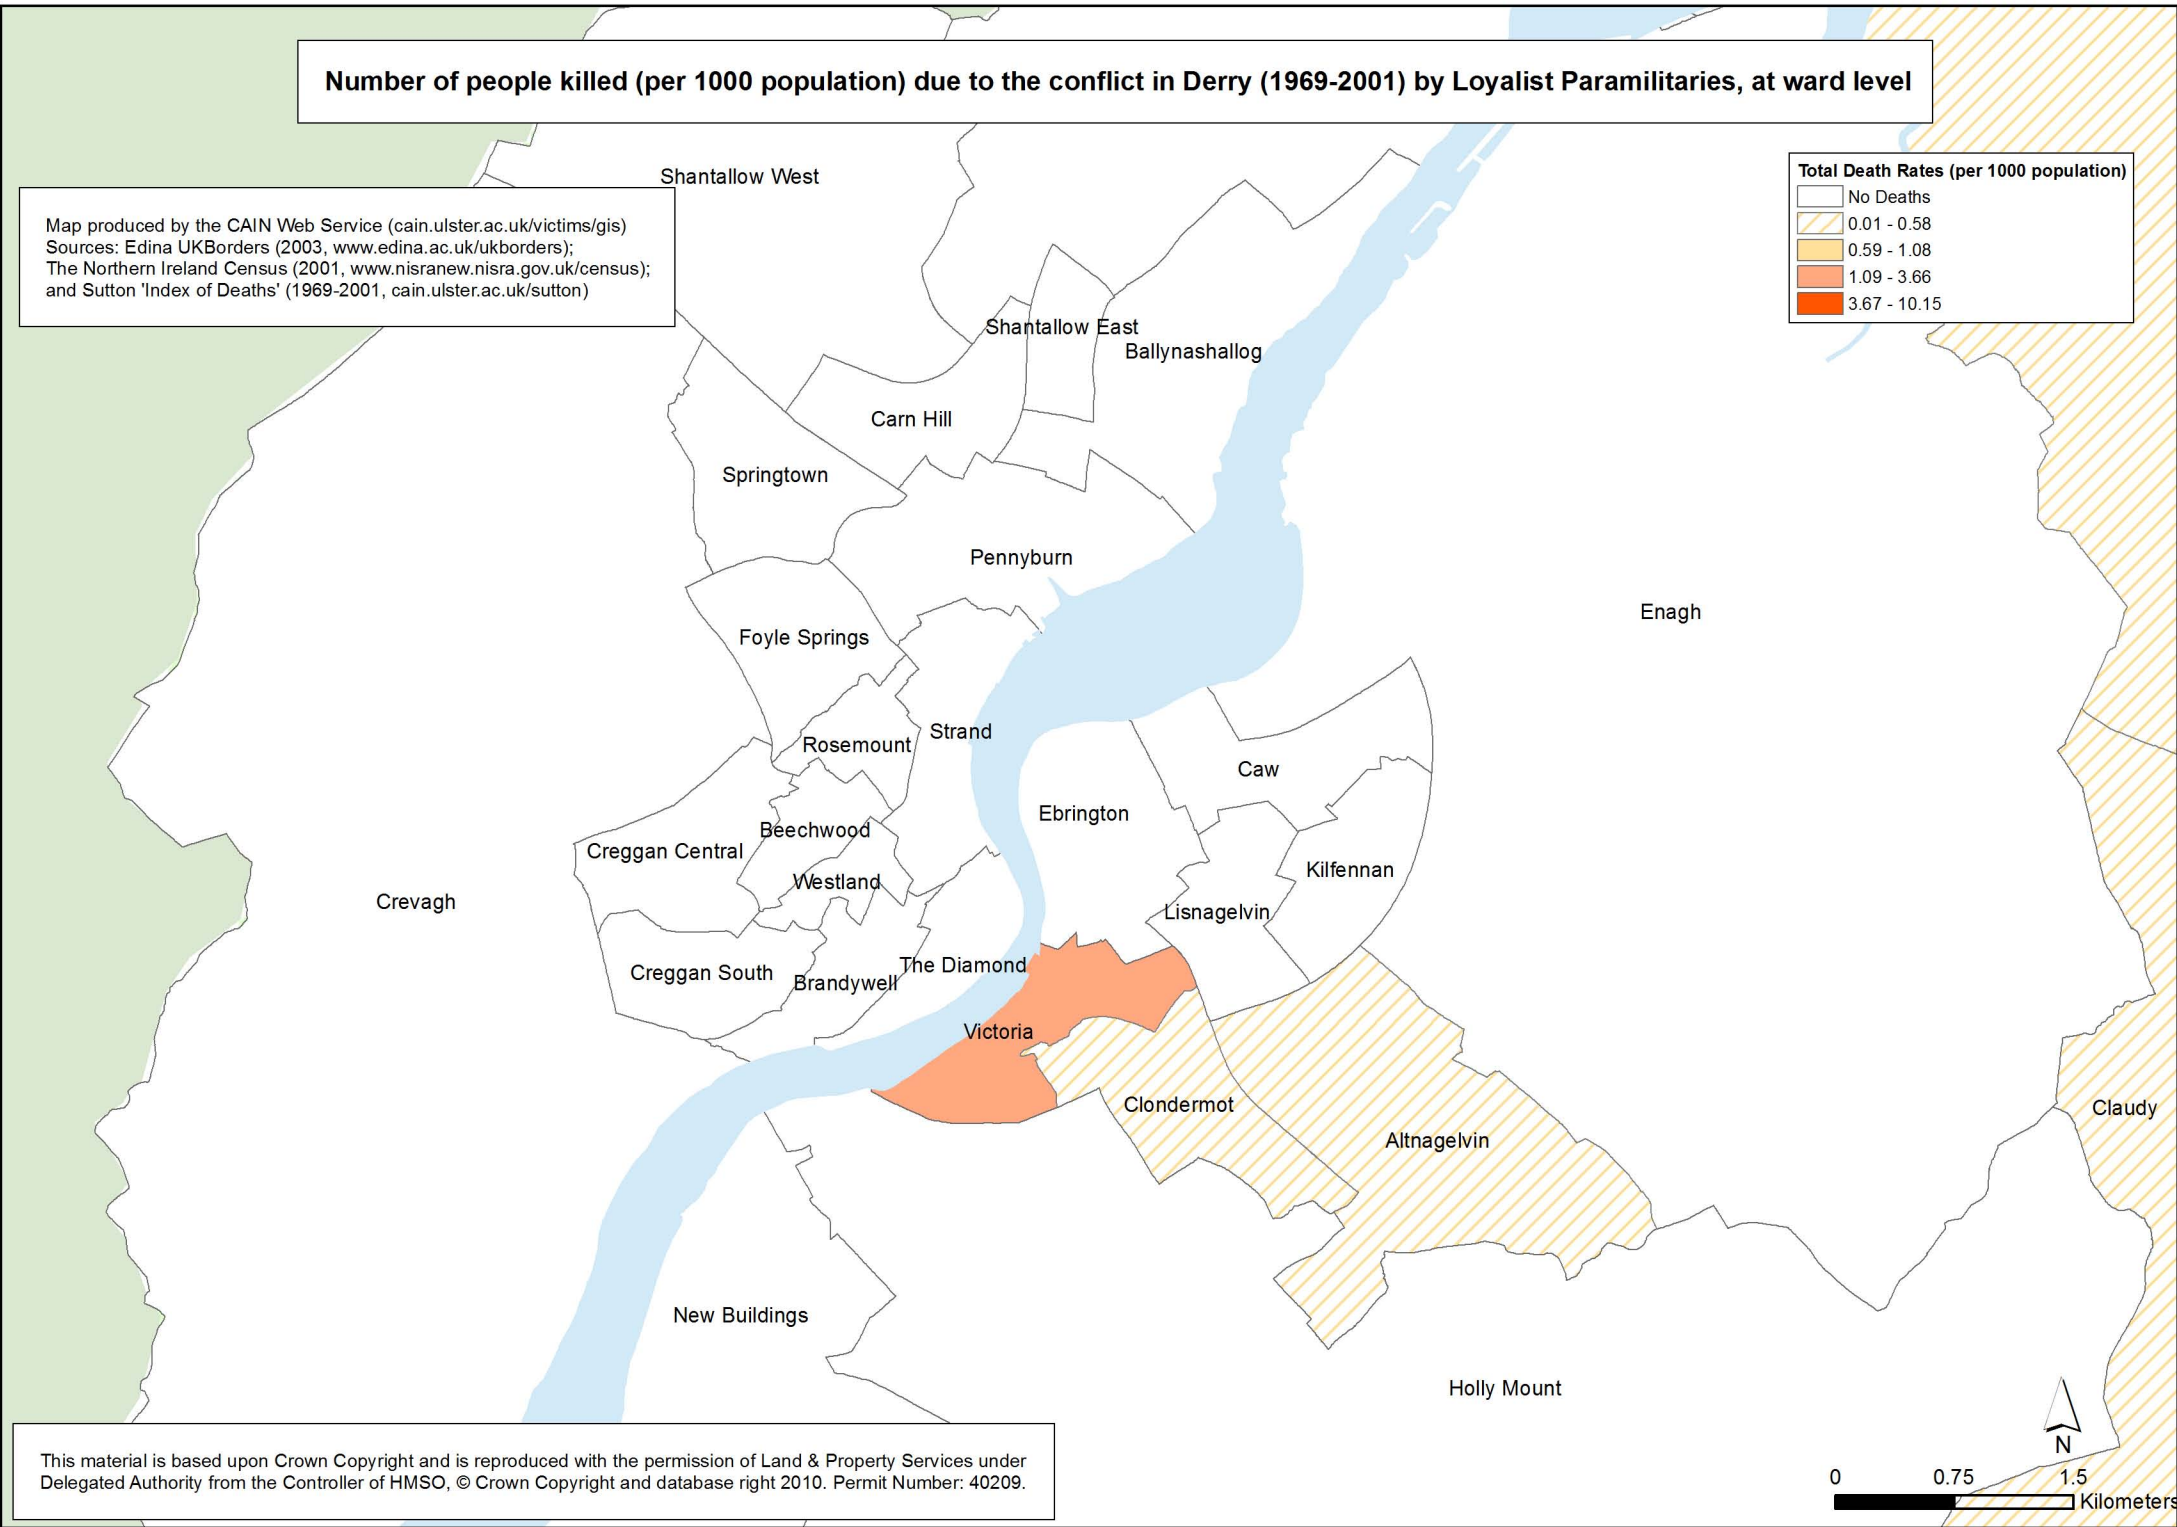 Number of people killed (per 1000 population) due to the conflict in Derry (1969-2001) by Loyalist Paramilitaries, at ward level
Map produced by the CAIN Web Service (cain.ulster.ac.uk/victims/gis)
Sources: Edina UKBorders (2003, www.edina.ac.uk/ukborders);
The Northern Ireland Census (2001, www.nisranew.nisra.gov.uk/census);
and Sutton 'Index of Deaths' (1969-2001, cain.ulster.ac.uk/sutton)
Total Death Rates (per 1000 population)
No Deaths
0.01 - 0.58
0.59 - 1.08
1.09 - 3.66
3.67 - 10.15
Shantallow West
Shantallow East
Ballynashallog
Carn Hill
Springtown
Pennyburn
Enagh
Foyle Springs
Strand
Rosemount
Caw
Ebrington
Beechwood
Creggan Central
Kilfennan
Westland
Crevagh
Lisnagelvin
The Diamond
Creggan South
Brandywell
Victoria
Clondermot
Claudy
Altnagelvin
New Buildings
Holly Mount
N
0 0.75 1.5
Kilometers
This material is based upon Crown Copyright and is reproduced with the permission of Land & Property Services under
Delegated Authority from the Controller of HMSO, © Crown Copyright and database right 2010. Permit Number: 40209.